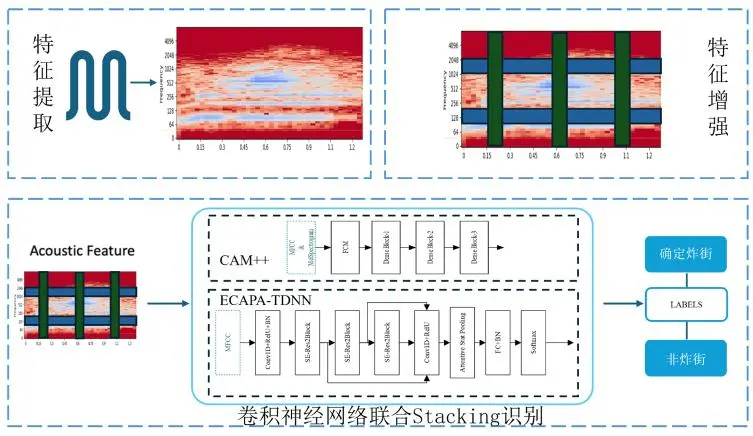 特征提取
Frequency
4096
2048
1024
512
256
128
64
0
0 0.15 0.3 0.45 0.6 0.75 0.9 1.1 1.2
特征增强
Frequency
4096
2048
1024
512
256
128
64
0
0 0.15 0.3 0.45 0.6 0.75 0.9 1.1 1.2
Acoustic Feature
CAM++
MFCC
&
MelSpectrogram
FCM
Dense Block-1
Dense Block-2
Dense Block-3
ECAPA-TDNN
MFCC
Conv1D+RelU+BN
SE-Res2Block
SE-Res2Block
SE-Res2Block
Conv1D+RelU
Attentive Stat Pooling
FC+BN
Softmax
确定炸街
LABELS
非炸街
卷积神经网络联合Stacking识别